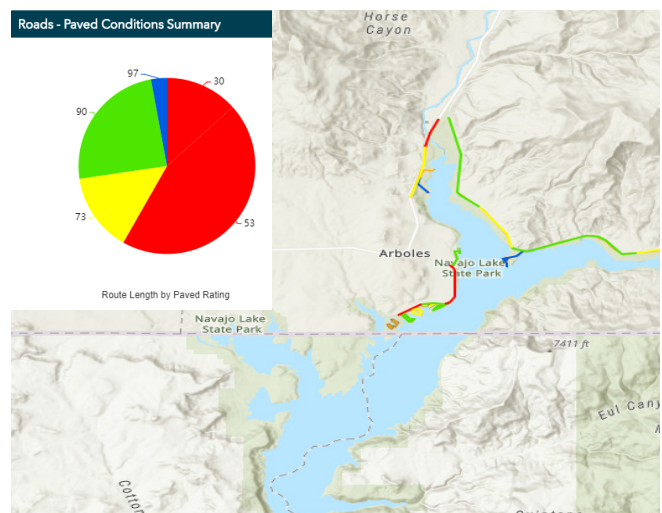 Roads - Paved Conditions Summary
97
30
90
73
53
Route Length by Paved Rating
Horse
Cayon
Arboles
Navajo Lake
State Park
Navajo Lake
State Park
7411 ft
Eul Cany